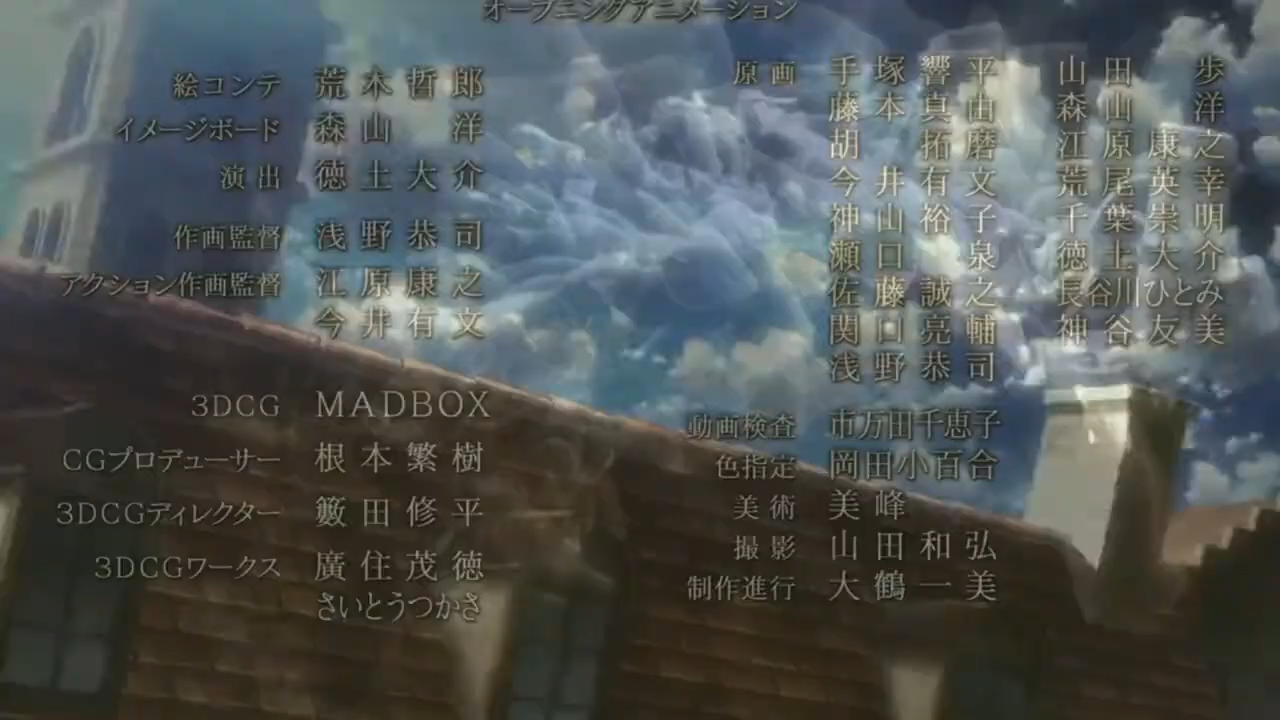 オープニングアニメーション
絵コンテ 荒木哲郎
イメージボード 森山 洋
演出 徳土大介
作画監督 浅野恭司
アクション作画監督 江原康之
今井有文
3DCG MADBOX
CGプロデューサー 根本繁樹
3DCGディレクター 籔田修平
3DCGワークス 廣住茂徳
さいとうつかさ
原画 手塚響平 山田 歩
藤本真由 森山 洋
胡 拓磨 江原康之
今井有文 荒尾英幸
神山裕子 千葉崇明
瀬口 泉 徳土大介
佐藤誠之 長谷川ひとみ
関口亮輔 神谷友美
浅野恭司
動画検査 市万田千恵子
色指定 岡田小百合
美術 美峰
撮影 山田和弘
制作進行 大鶴一美